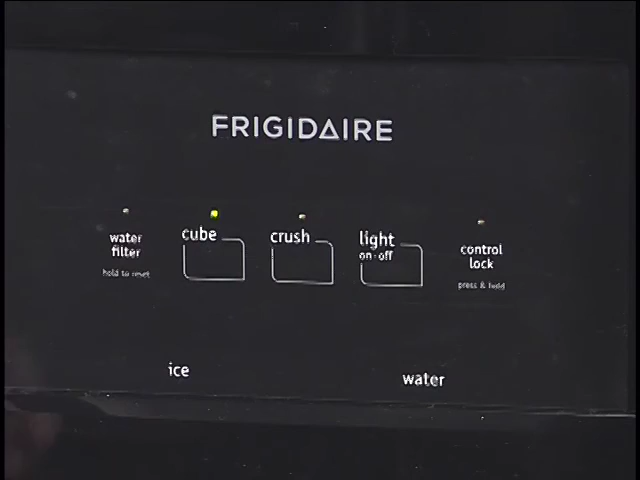 FRIGIDAIRE
water
filter
hold to reset
cube
crush
light
on·off
control
lock
press & hold
ice
water